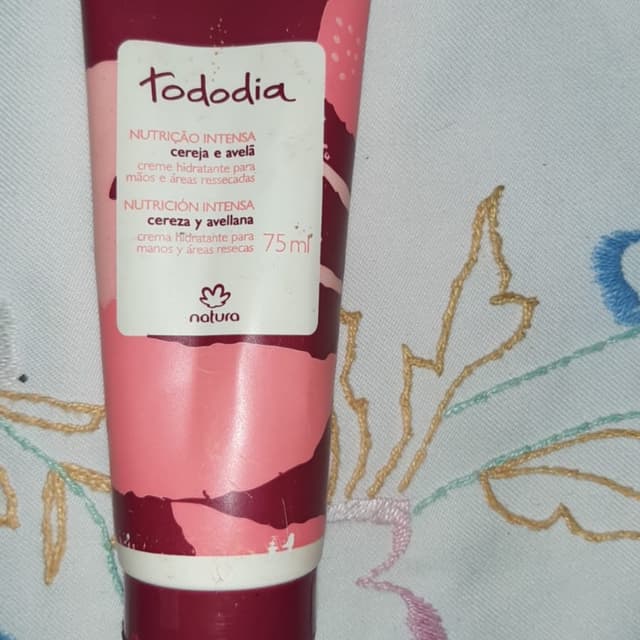 tododia
NUTRIÇÃO INTENSA
cereja e avelã
creme hidratante para
mãos e áreas ressecadas
NUTRICIÓN INTENSA
cereza y avellana
crema hidratante para
manos y áreas resecas
75 ml
natura